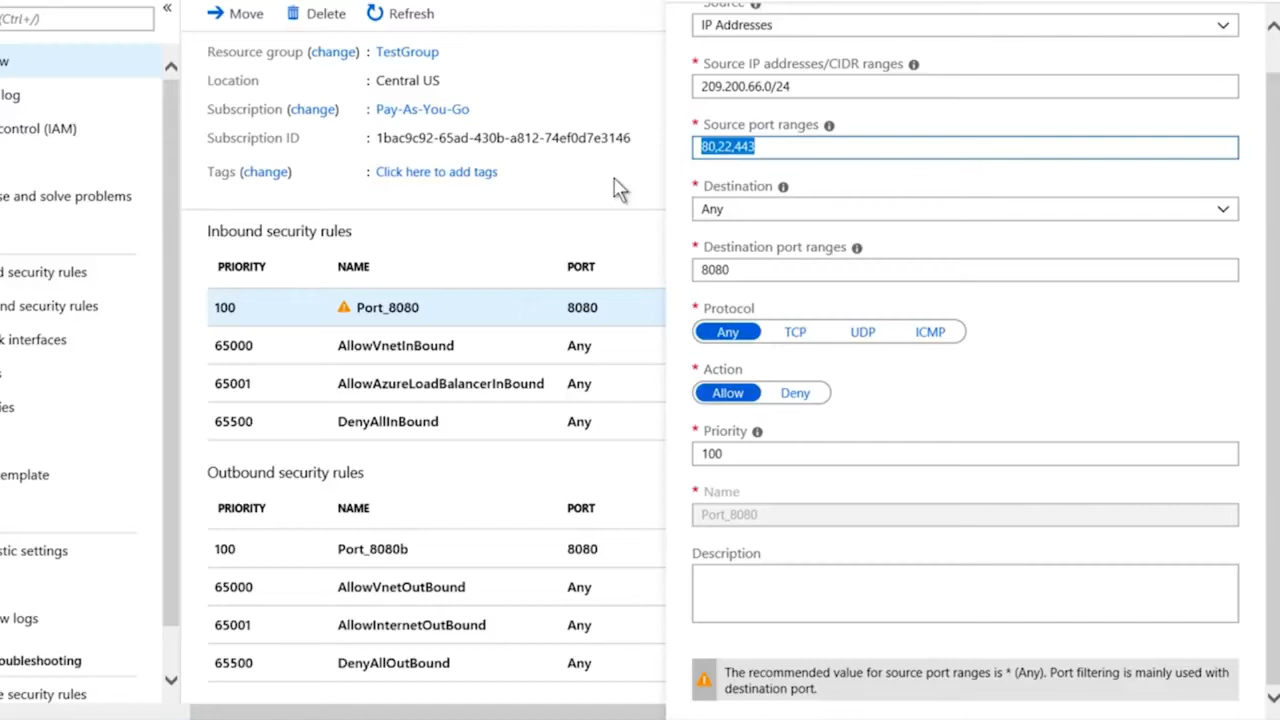 (Ctrl+/)
«
w
log
control (IAM)
se and solve problems
d security rules
nd security rules
k interfaces
s
ies
template
stic settings
w logs
oubleshooting
e security rules
Move Delete Refresh
Resource group (change) : TestGroup
Location : Central US
Subscription (change) : Pay-As-You-Go
Subscription ID : 1bac9c92-65ad-430b-a812-74ef0d7e3146
Tags (change) : Click here to add tags
Inbound security rules
PRIORITY NAME PORT
100 Port_8080 8080
65000 AllowVnetInBound Any
65001 AllowAzureLoadBalancerInBound Any
65500 DenyAllInBound Any
Outbound security rules
PRIORITY NAME PORT
100 Port_8080b 8080
65000 AllowVnetOutBound Any
65001 AllowInternetOutBound Any
65500 DenyAllOutBound Any
* Source
IP Addresses
* Source IP addresses/CIDR ranges
209.200.66.0/24
* Source port ranges
80,22,443
* Destination
Any
* Destination port ranges
8080
* Protocol
Any TCP UDP ICMP
* Action
Allow Deny
* Priority
100
* Name
Port_8080
Description
The recommended value for source port ranges is * (Any). Port filtering is mainly used with
destination port.